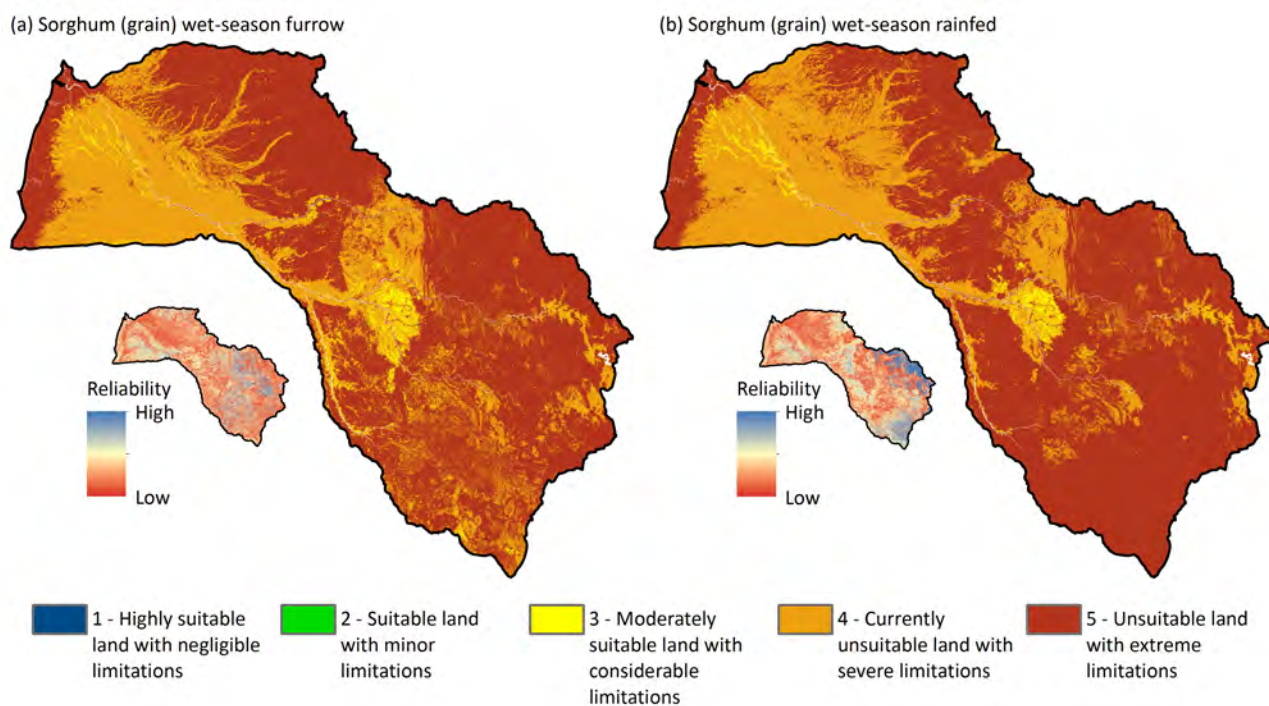 (a) Sorghum (grain) wet-season furrow
(b) Sorghum (grain) wet-season rainfed
Reliability
High
Low
Reliability
High
Low
1 - Highly suitable
land with negligible
limitations
2 - Suitable land
with minor
limitations
3 - Moderately
suitable land with
considerable
limitations
4 - Currently
unsuitable land with
severe limitations
5 - Unsuitable land
with extreme
limitations